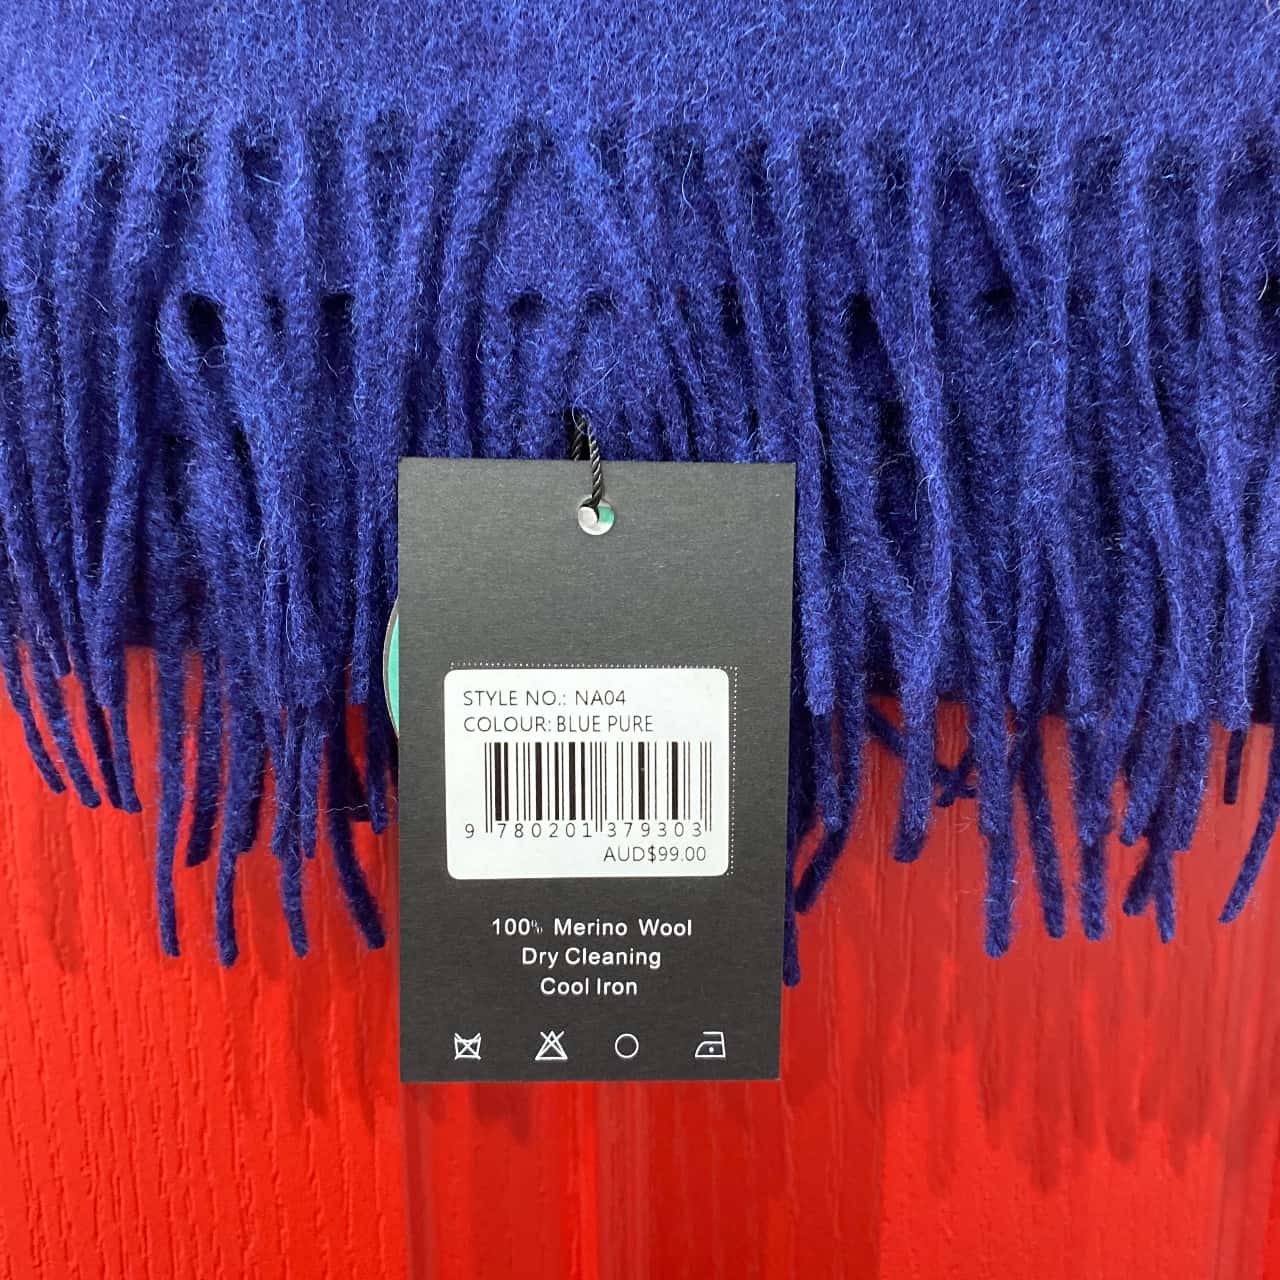 STYLE NO.: NA04
COLOUR: BLUE PURE
9 780201 379303
AUD$99.00
100% Merino Wool
Dry Cleaning
Cool Iron